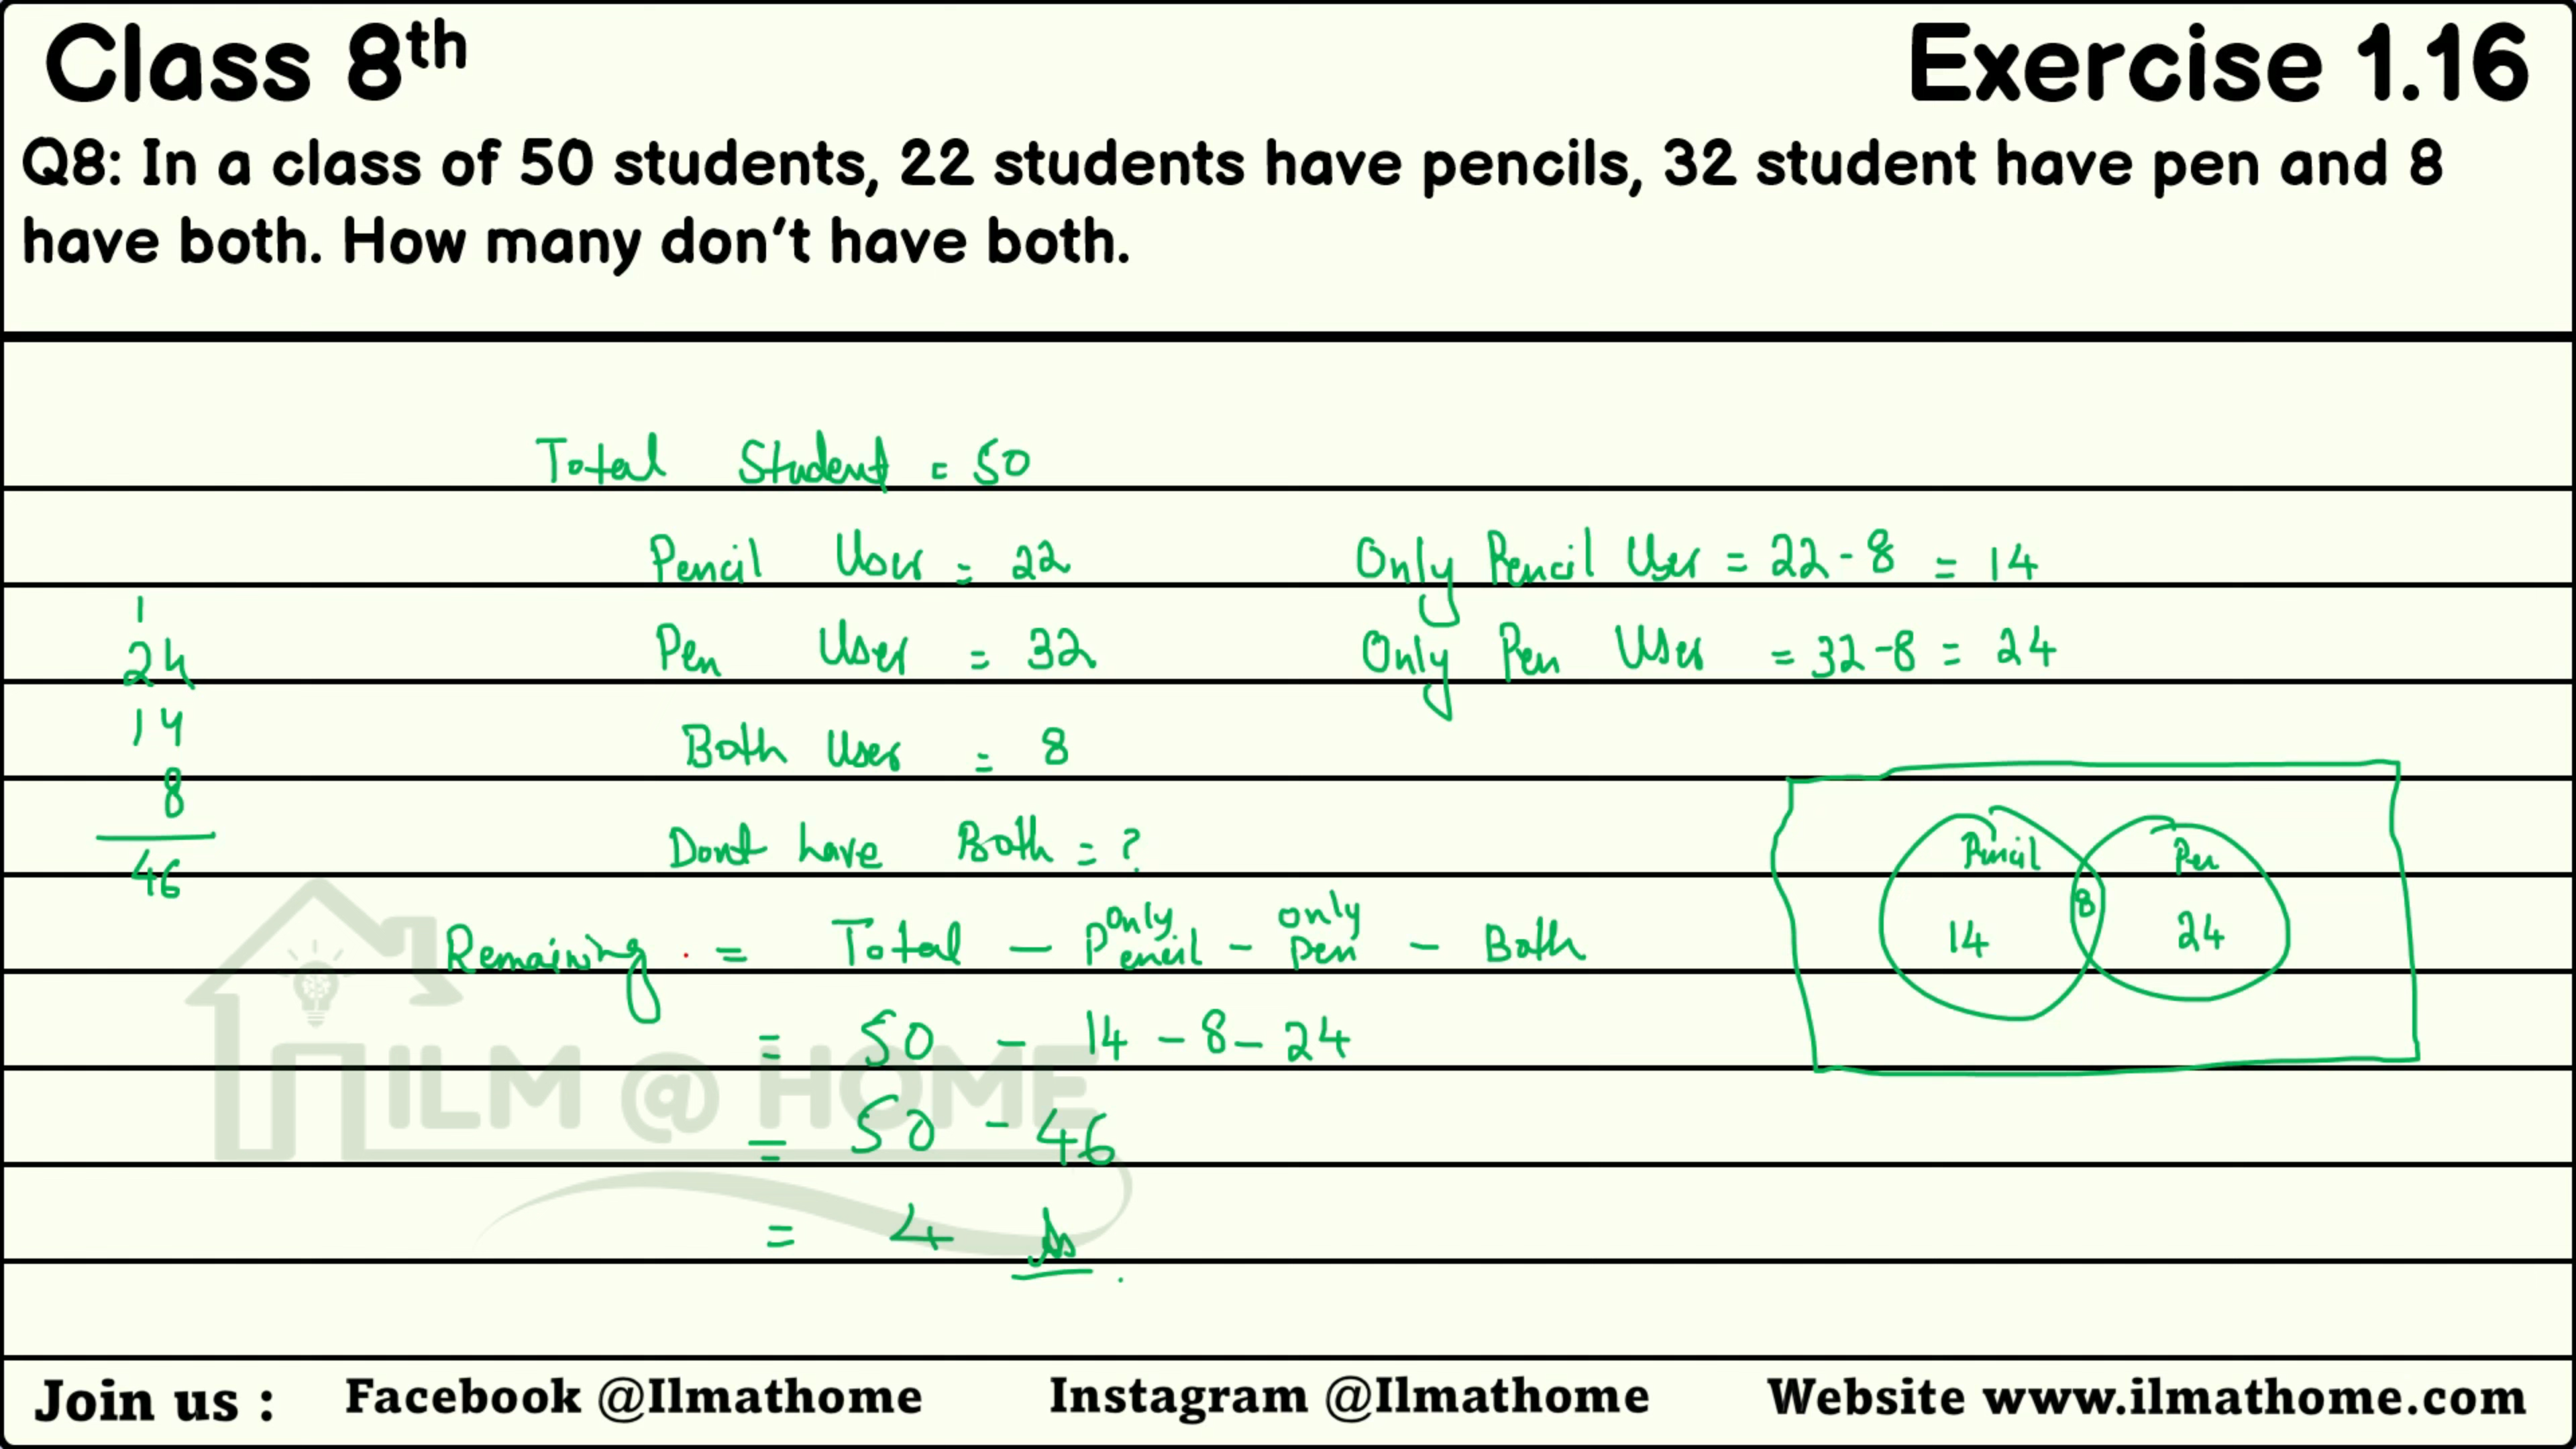 Class 8th
Exercise 1.16
Q8: In a class of 50 students, 22 students have pencils, 32 student have pen and 8
have both. How many don't have both.
Total Student = 50
Pencil User = 22
Only Pencil User = 22 - 8 = 14
Pen User = 32
Only Pen User = 32 - 8 = 24
Both User = 8
Dont have Both = ?
1
24
14
8
46
Pencil Pen
14 8 24
Remaining = Total - only Pencil - only Pen - Both
= 50 - 14 - 8 - 24
= 50 - 46
= 4 As
ILM @ HOME
Join us : Facebook @Ilmathome Instagram @Ilmathome Website www.ilmathome.com